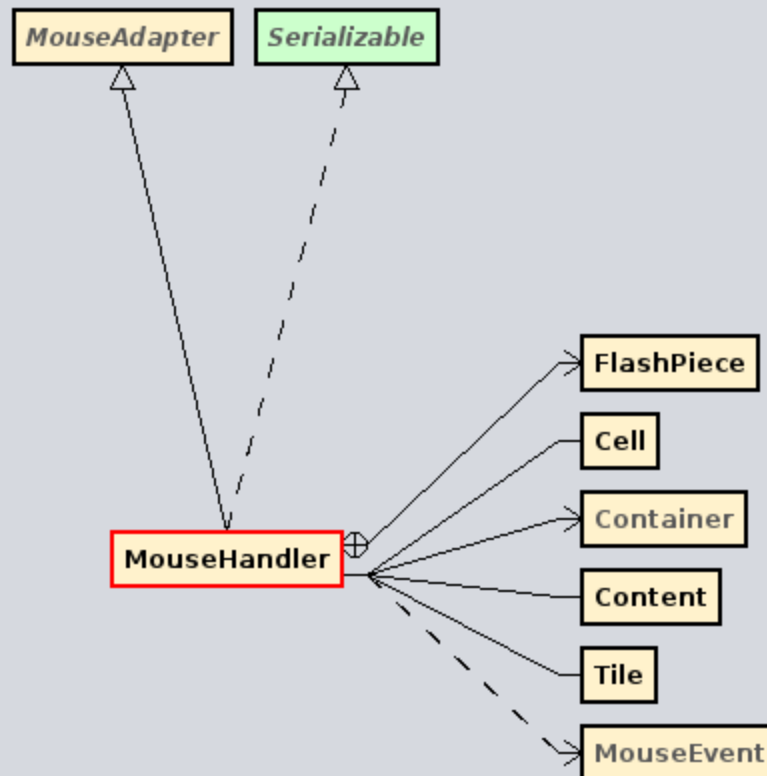 MouseAdapter
Serializable
FlashPiece
Cell
Container
MouseHandler
Content
Tile
MouseEvent